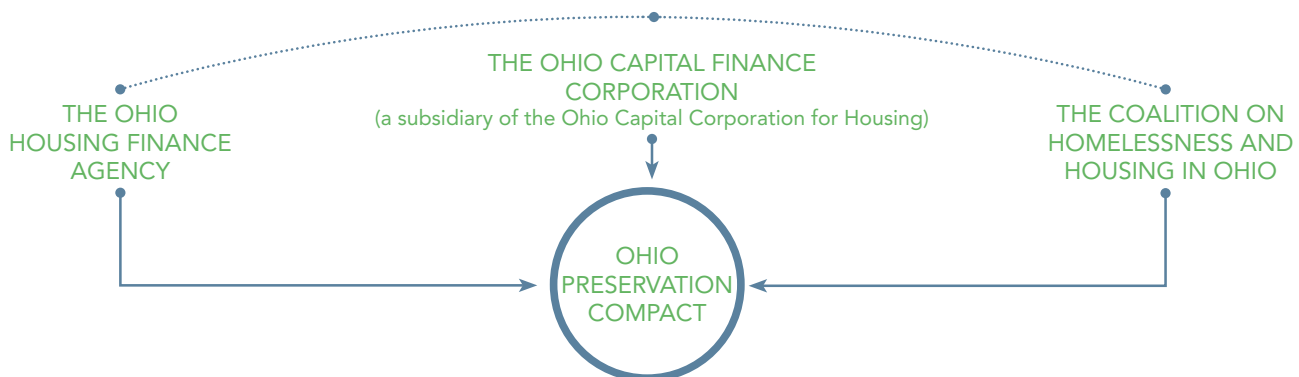 THE OHIO
HOUSING FINANCE
AGENCY
THE OHIO CAPITAL FINANCE
CORPORATION
(a subsidiary of the Ohio Capital Corporation for Housing)
THE COALITION ON
HOMELESSNESS AND
HOUSING IN OHIO
OHIO
PRESERVATION
COMPACT